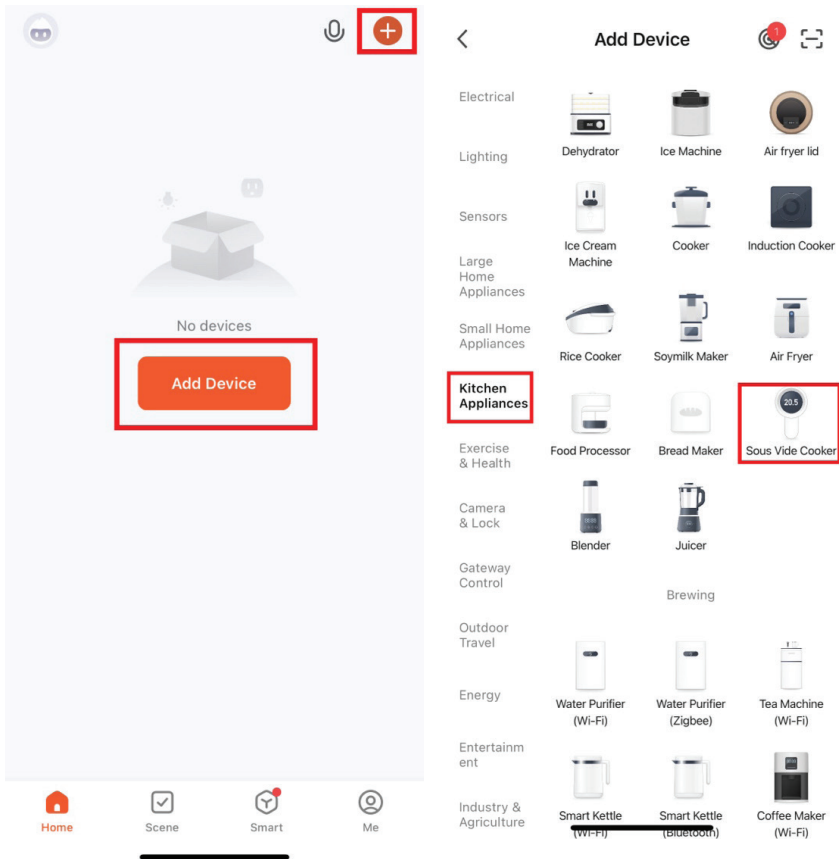 No devices
Add Device
Home
Scene
Smart
Me
Add Device
1
Electrical
Lighting
Sensors
Large
Home
Appliances
Small Home
Appliances
Kitchen
Appliances
Exercise
& Health
Camera
& Lock
Gateway
Control
Outdoor
Travel
Energy
Entertainm
ent
Industry &
Agriculture
Dehydrator
Ice Machine
Air fryer lid
Ice Cream
Machine
Cooker
Induction Cooker
Rice Cooker
Soymilk Maker
Air Fryer
20.5
Food Processor
Bread Maker
Sous Vide Cooker
Blender
Juicer
Brewing
Water Purifier
(Wi-Fi)
Water Purifier
(Zigbee)
Tea Machine
(Wi-Fi)
Smart Kettle
(Wi-Fi)
Smart Kettle
(Bluetooth)
Coffee Maker
(Wi-Fi)